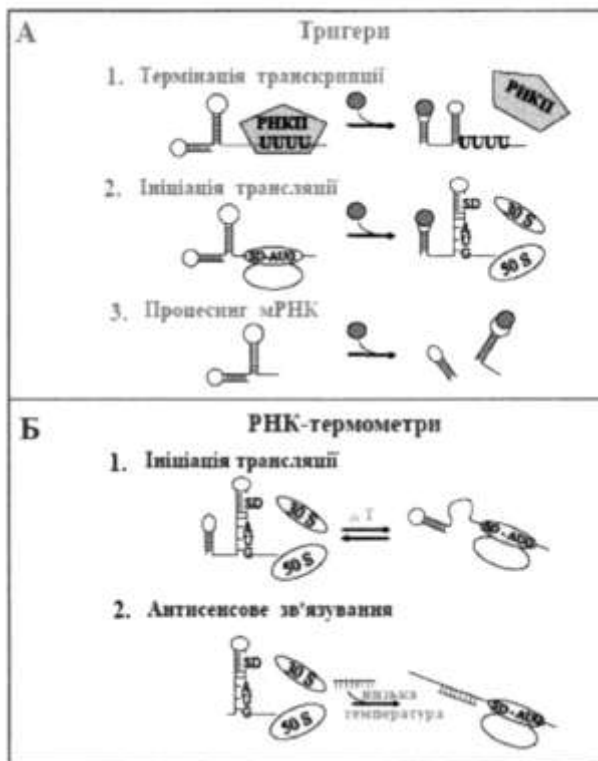 А
Тригери
1. Термінація транскрипції
РНКП
UUUU
РНКП
UUUU
2. Ініціація трансляції
SD-AUG
SD
A
U
G
30 S
50 S
3. Процесинг мРНК
Б
РНК-термометри
1. Ініціація трансляції
SD
A
U
G
30 S
50 S
△ T
SD - AUG
2. Антисенсове зв'язування
SD
A
U
G
30 S
50 S
низька
температура
SD - AUG